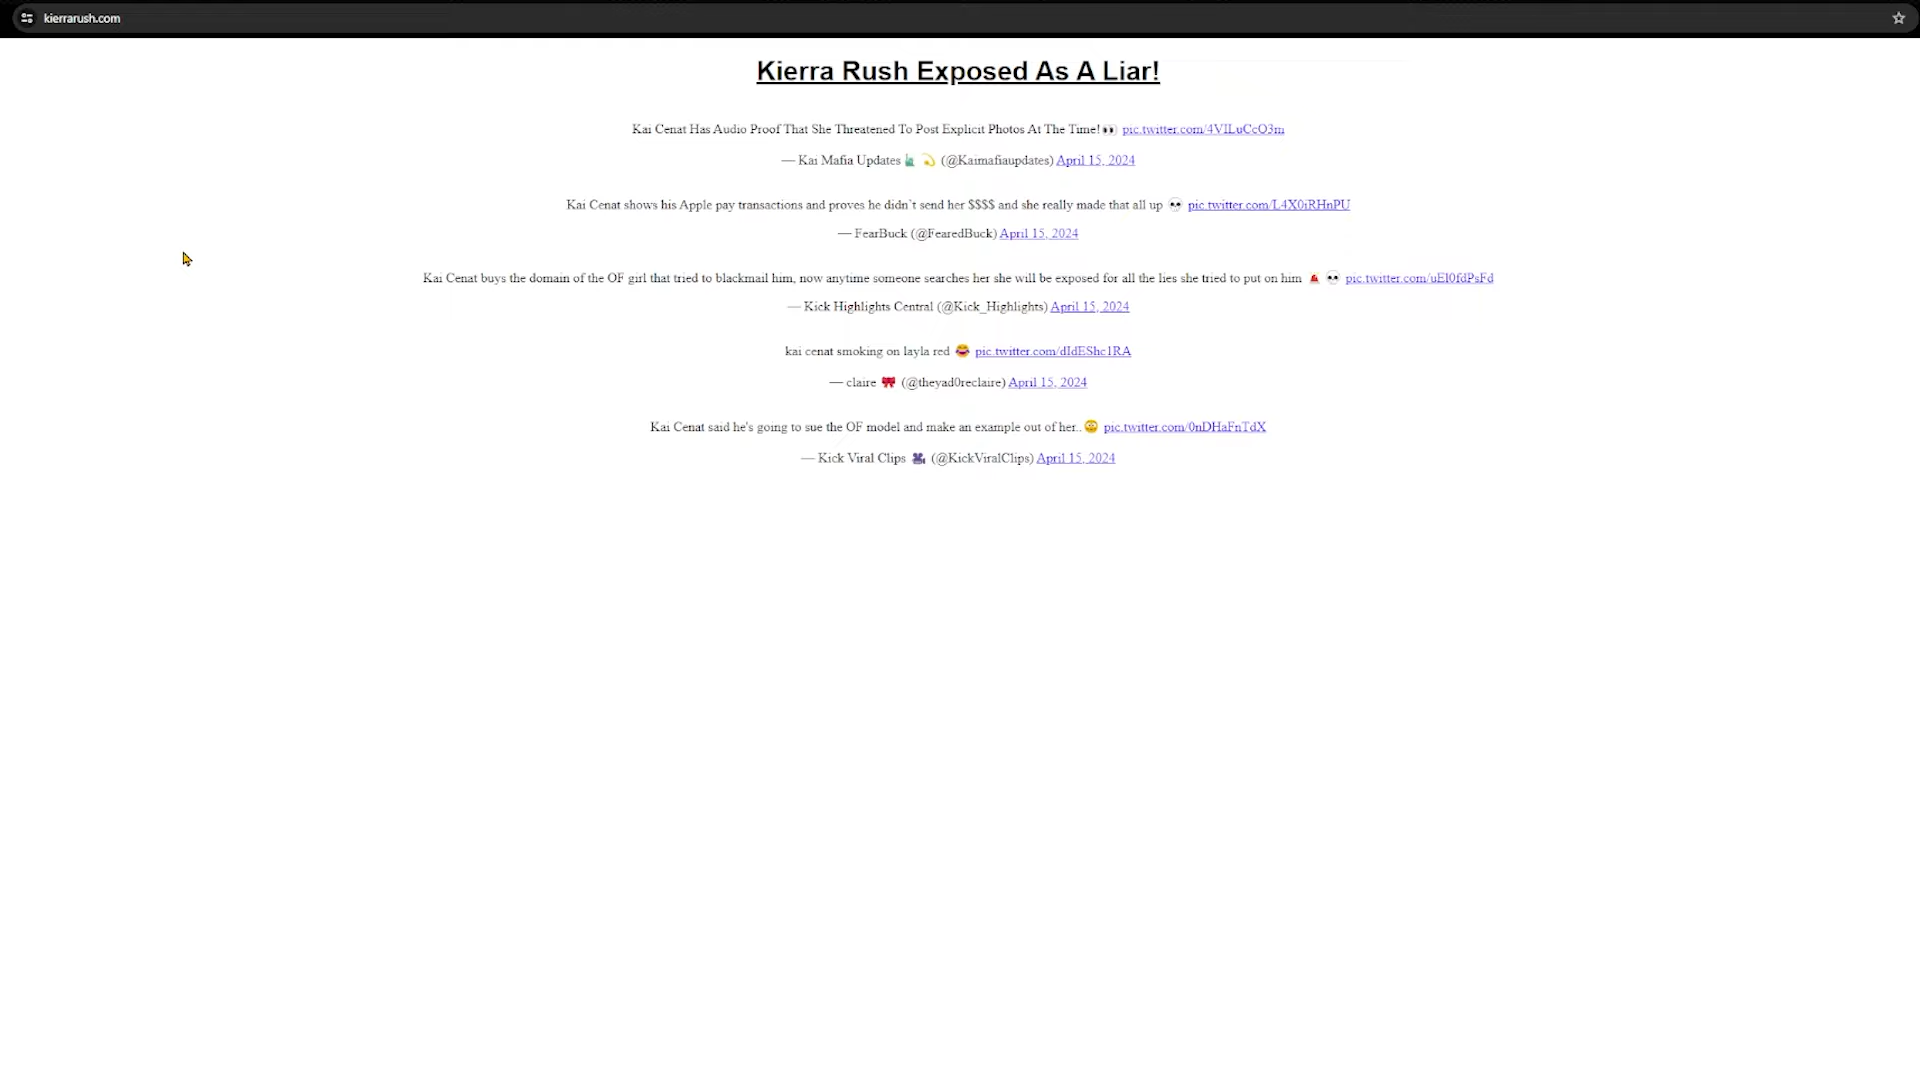 kierrarush.com
Kierra Rush Exposed As A Liar!
Kai Cenat Has Audio Proof That She Threatened To Post Explicit Photos At The Time!👀 pic.twitter.com/4VILuCcO3m
— Kai Mafia Updates🗽 💫 (@Kaimafiaupdates) April 15, 2024
Kai Cenat shows his Apple pay transactions and proves he didn`t send her $$$$ and she really made that all up 💀 pic.twitter.com/L4X0iRHnPU
— FearBuck (@FearedBuck) April 15, 2024
Kai Cenat buys the domain of the OF girl that tried to blackmail him, now anytime someone searches her she will be exposed for all the lies she tried to put on him 🚨 💀 pic.twitter.com/uEl0fdPsFd
— Kick Highlights Central (@Kick_Highlights) April 15, 2024
kai cenat smoking on layla red 😂 pic.twitter.com/dIdEShc1RA
— claire 🎀 (@theyad0reclaire) April 15, 2024
Kai Cenat said he's going to sue the OF model and make an example out of her..😳 pic.twitter.com/0nDHaFnTdX
— Kick Viral Clips 🎥 (@KickViralClips) April 15, 2024